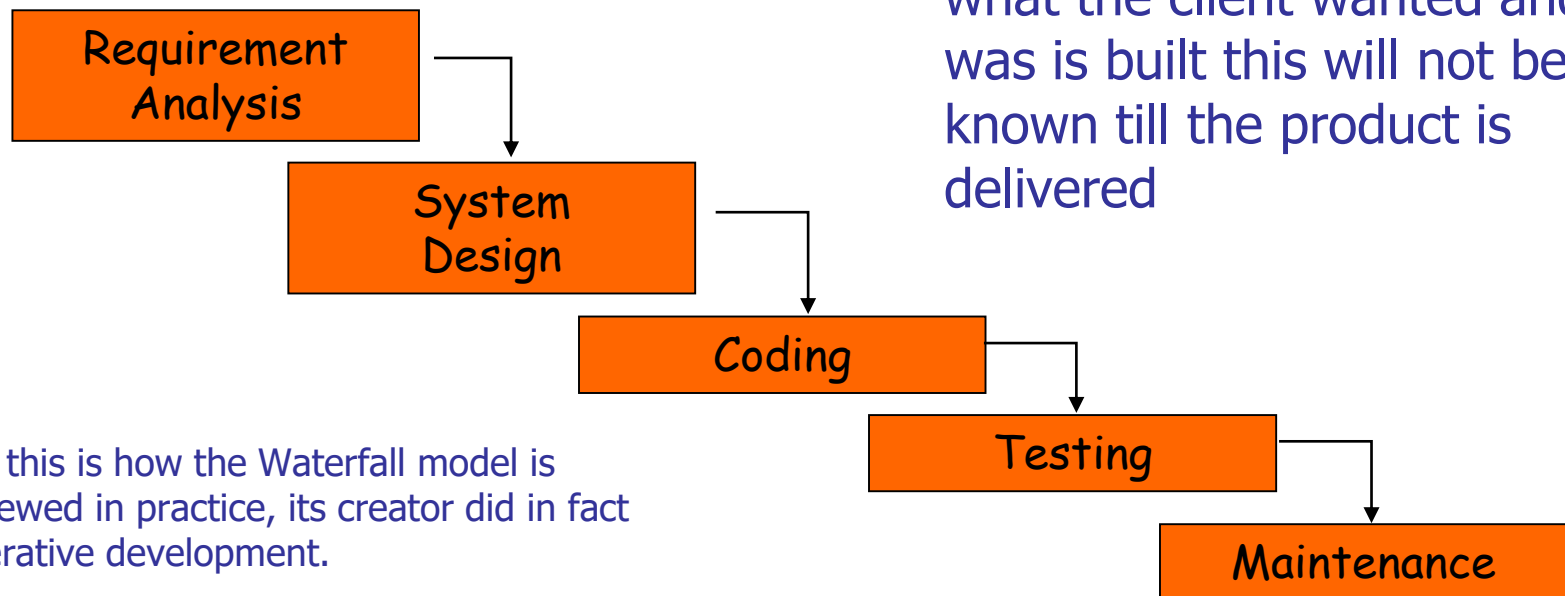 what the client wanted and
was is built this will not be
known till the product is
delivered
Requirement
Analysis
System
Design
Coding
Testing
Maintenance
this is how the Waterfall model is
in practice, its creator did in fact
development.